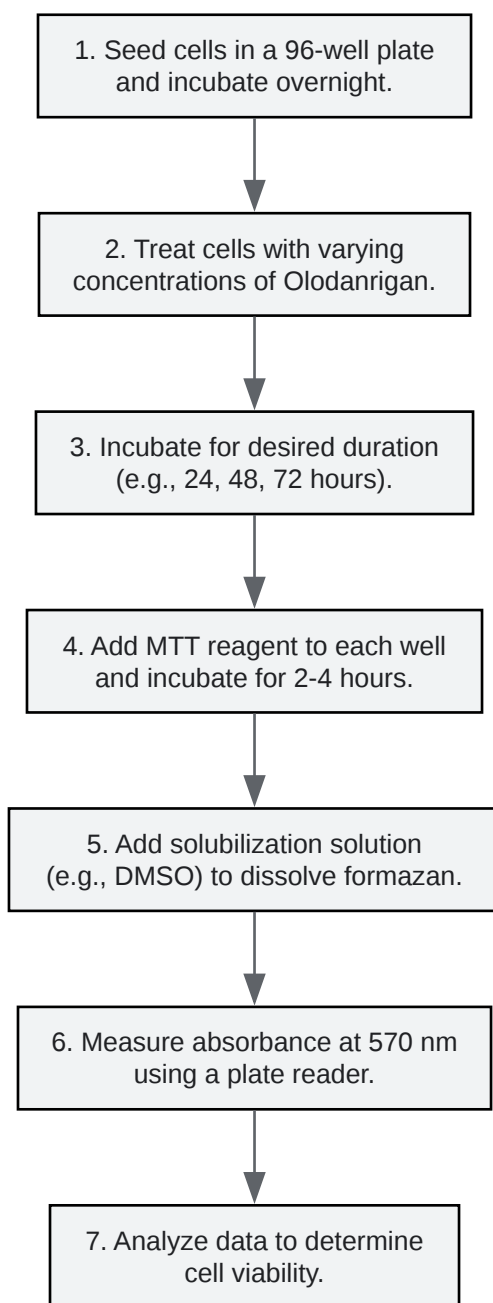 1. Seed cells in a 96-well plate
and incubate overnight.
2. Treat cells with varying
concentrations of Olodanrigan.
3. Incubate for desired duration
(e.g., 24, 48, 72 hours).
4. Add MTT reagent to each well
and incubate for 2-4 hours.
5. Add solubilization solution
(e.g., DMSO) to dissolve formazan.
6. Measure absorbance at 570 nm
using a plate reader.
7. Analyze data to determine
cell viability.